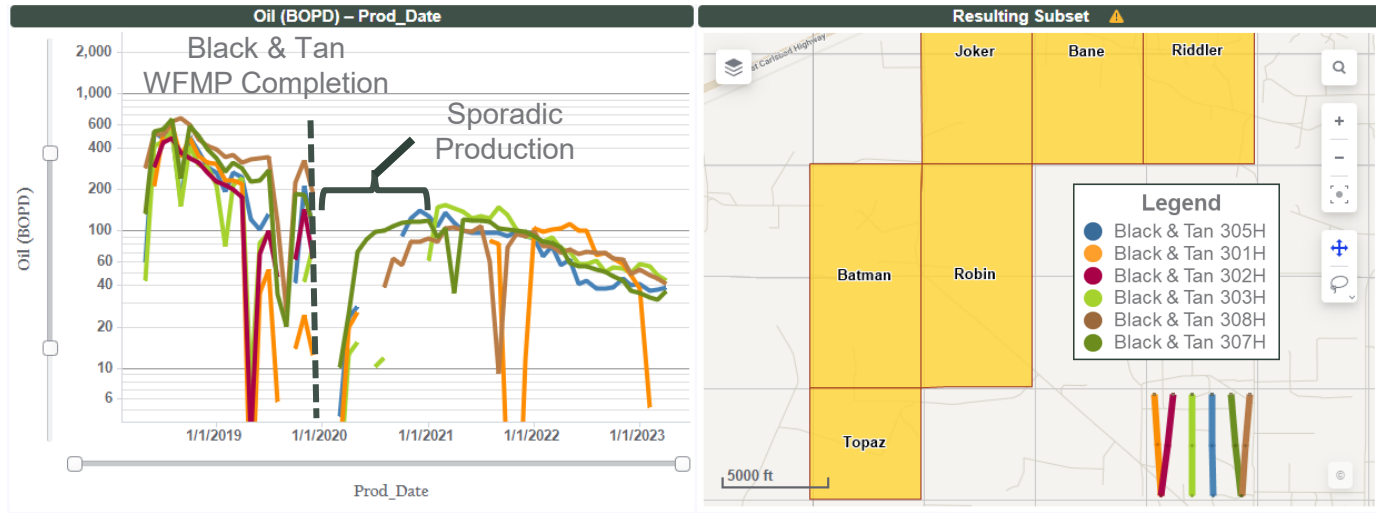 Oil (BOPD) – Prod_Date
Black & Tan
WFMP Completion
Sporadic
Production
2,000
1,000
600
400
200
100
60
40
20
10
6
Oil (BOPD)
1/1/2019
1/1/2020
1/1/2021
1/1/2022
1/1/2023
Prod_Date
Resulting Subset
st Carlsbad Highway
Joker
Bane
Riddler
Batman
Robin
Topaz
Legend
Black & Tan 305H
Black & Tan 301H
Black & Tan 302H
Black & Tan 303H
Black & Tan 308H
Black & Tan 307H
5000 ft
+
−
©